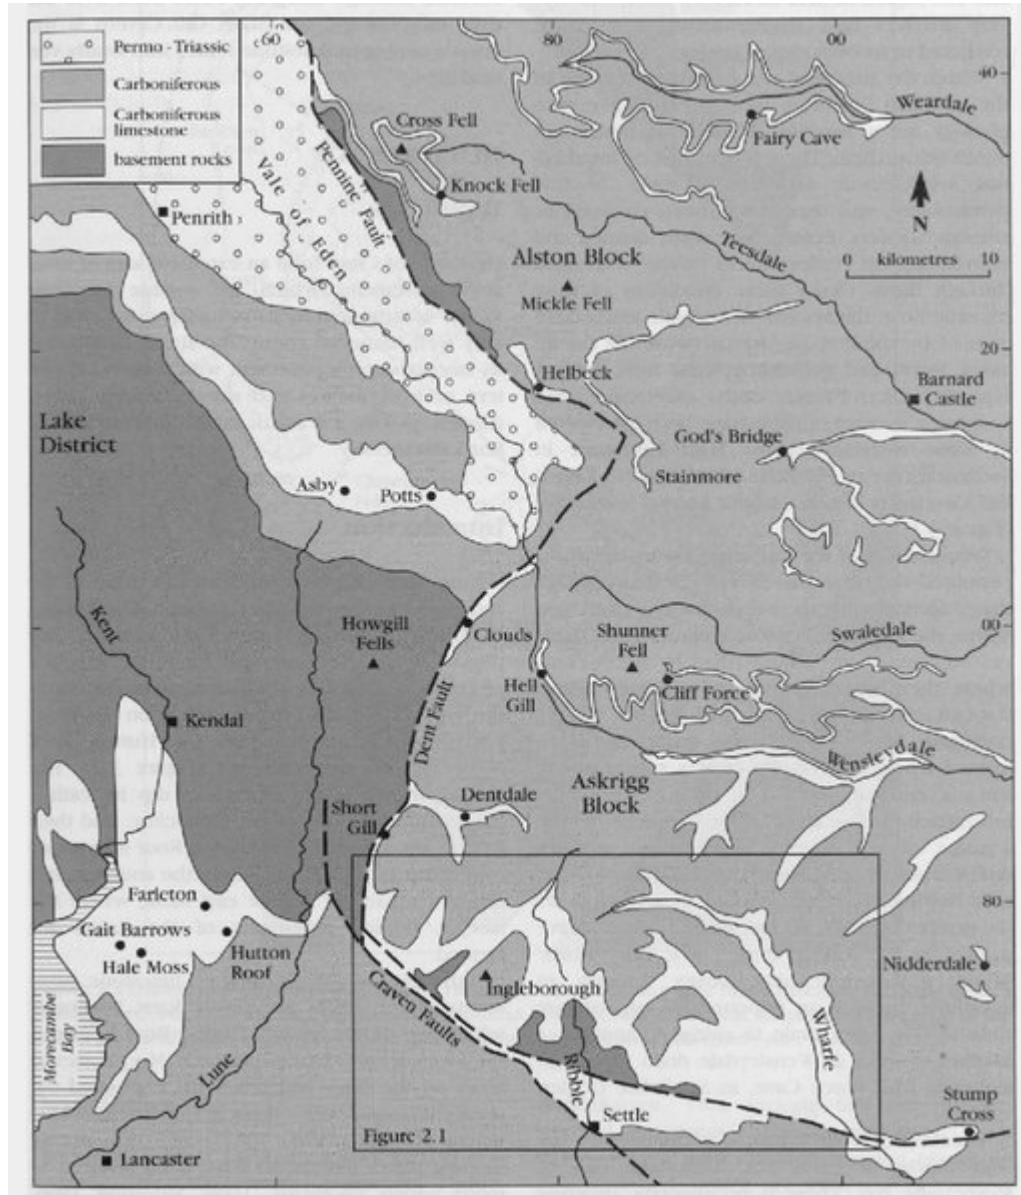 Permo - Triassic
Carboniferous
Carboniferous
limestone
basement rocks
60
80
00
40
Weardale
Cross Fell
Fairy Cave
Pennine Fault
Vale of Eden
Knock Fell
N
Penrith
Teesdale
0 kilometres 10
Alston Block
Mickle Fell
20
Helbeck
Barnard
Castle
Lake
District
God's Bridge
Stainmore
Asby
Potts
Kent
Howgill
Fells
Clouds
Shunner
Fell
Swaledale
00
Hell
Gill
Cliff Force
Kendal
Dent Fault
Wensleydale
Askrigg
Block
Short
Gill
Dentdale
Farleton
80
Gait Barrows
Hale Moss
Hutton
Roof
Nidderdale
Ingleborough
Craven Faults
Morecambe
Bay
Wharfe
Lune
Ribble
Settle
Stump
Cross
Figure 2.1
Lancaster